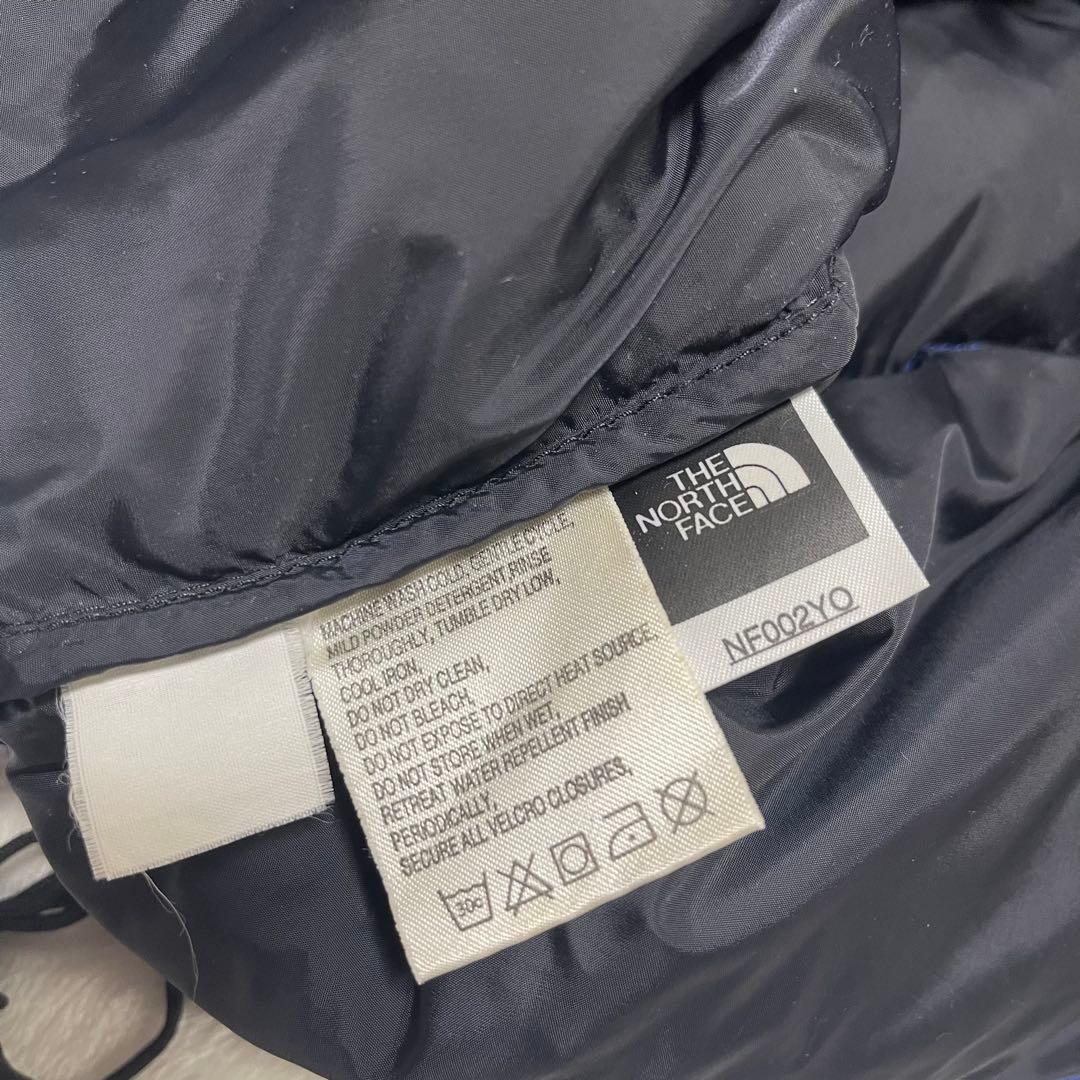 THE
NORTH
FACE
NF002YO
MACHINE WASH COLD, GENTLE CYCLE,
MILD POWDER DETERGENT,RINSE
THOROUGHLY, TUMBLE DRY LOW,
COOL IRON.
DO NOT DRY CLEAN,
DO NOT BLEACH,
DO NOT EXPOSE TO DIRECT HEAT SOURCE.
DO NOT STORE WHEN WET,
RETREAT WATER REPELLENT FINISH
PERIODICALLY,
SECURE ALL VELCRO CLOSURES,
30c